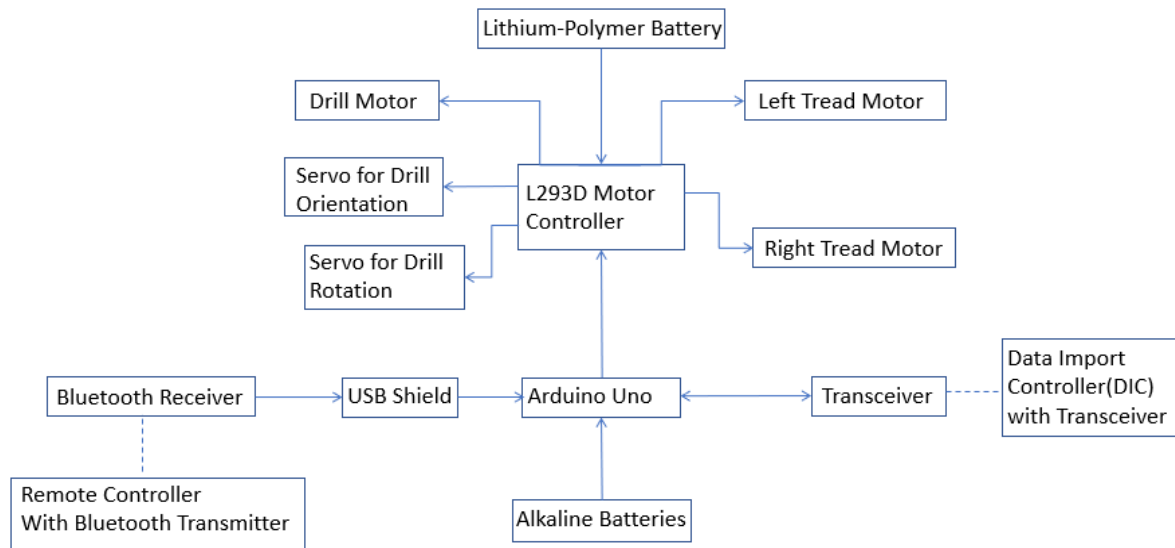 Lithium-Polymer Battery
Drill Motor
Left Tread Motor
Servo for Drill
Orientation
L293D Motor
Controller
Right Tread Motor
Servo for Drill
Rotation
Bluetooth Receiver
USB Shield
Arduino Uno
Transceiver
Data Import
Controller(DIC)
with Transceiver
Remote Controller
With Bluetooth Transmitter
Alkaline Batteries